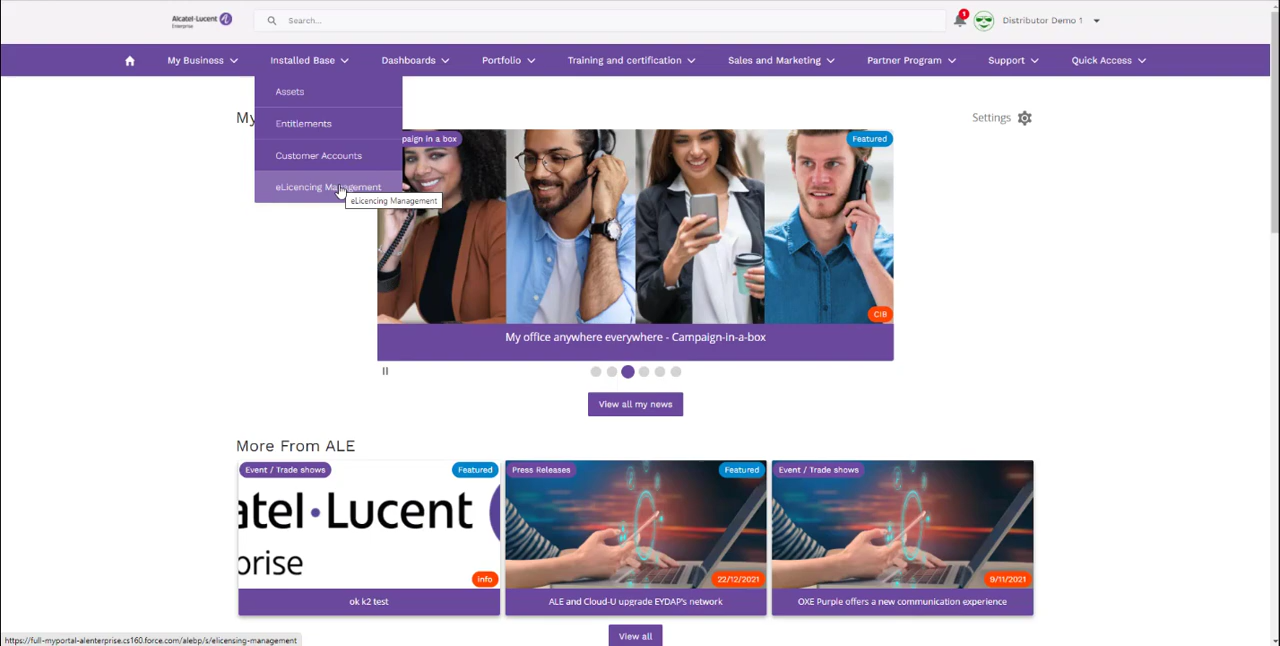 Alcatel·Lucent
Enterprise
Search...
1
Distributor Demo 1
My Business
Installed Base
Dashboards
Portfolio
Training and certification
Sales and Marketing
Partner Program
Support
Quick Access
Assets
Entitlements
Customer Accounts
eLicencing Management
eLicencing Management
My
Settings
paign in a box
Featured
CIB
My office anywhere everywhere - Campaign-in-a-box
View all my news
More From ALE
Event / Trade shows
Featured
atel·Lucent
prise
Info
ok k2 test
Press Releases
Featured
22/12/2021
ALE and Cloud-U upgrade EYDAP's network
Event / Trade shows
9/11/2021
OXE Purple offers a new communication experience
View all
https://full-myportal-alenterprise.cs160.force.com/alebp/s/elicensing-management